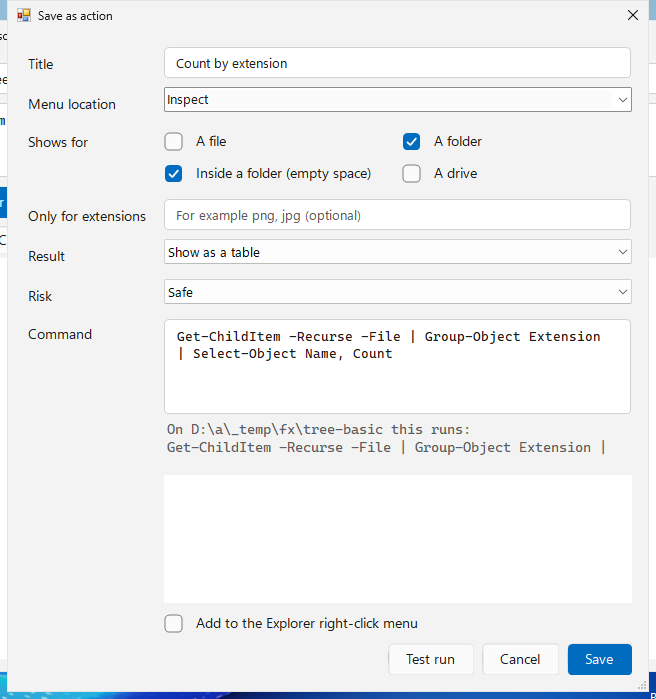 Save as action
Title
Count by extension
Menu location
Inspect
Shows for
A file
A folder
Inside a folder (empty space)
A drive
Only for extensions
For example png, jpg (optional)
Result
Show as a table
Risk
Safe
Command
Get-ChildItem -Recurse -File | Group-Object Extension
| Select-Object Name, Count
On D:\a\_temp\fx\tree-basic this runs:
Get-ChildItem -Recurse -File | Group-Object Extension |
Add to the Explorer right-click menu
Test run
Cancel
Save